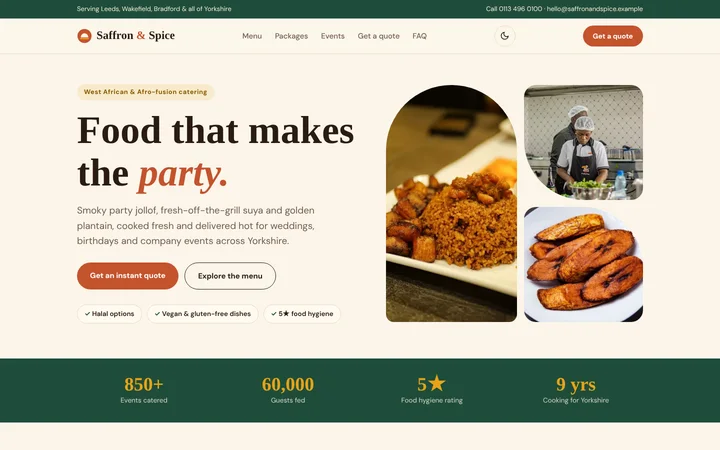 Serving Leeds, Wakefield, Bradford & all of Yorkshire
Call 0113 496 0100 · hello@saffronandspice.example
Saffron & Spice
Menu
Packages
Events
Get a quote
FAQ
Get a quote
West African & Afro-fusion catering
Food that makes
the party.
Smoky party jollof, fresh-off-the-grill suya and golden
plantain, cooked fresh and delivered hot for weddings,
birthdays and company events across Yorkshire.
Get an instant quote
Explore the menu
✓ Halal options
✓ Vegan & gluten-free dishes
✓ 5★ food hygiene
850+
Events catered
60,000
Guests fed
5★
Food hygiene rating
9 yrs
Cooking for Yorkshire